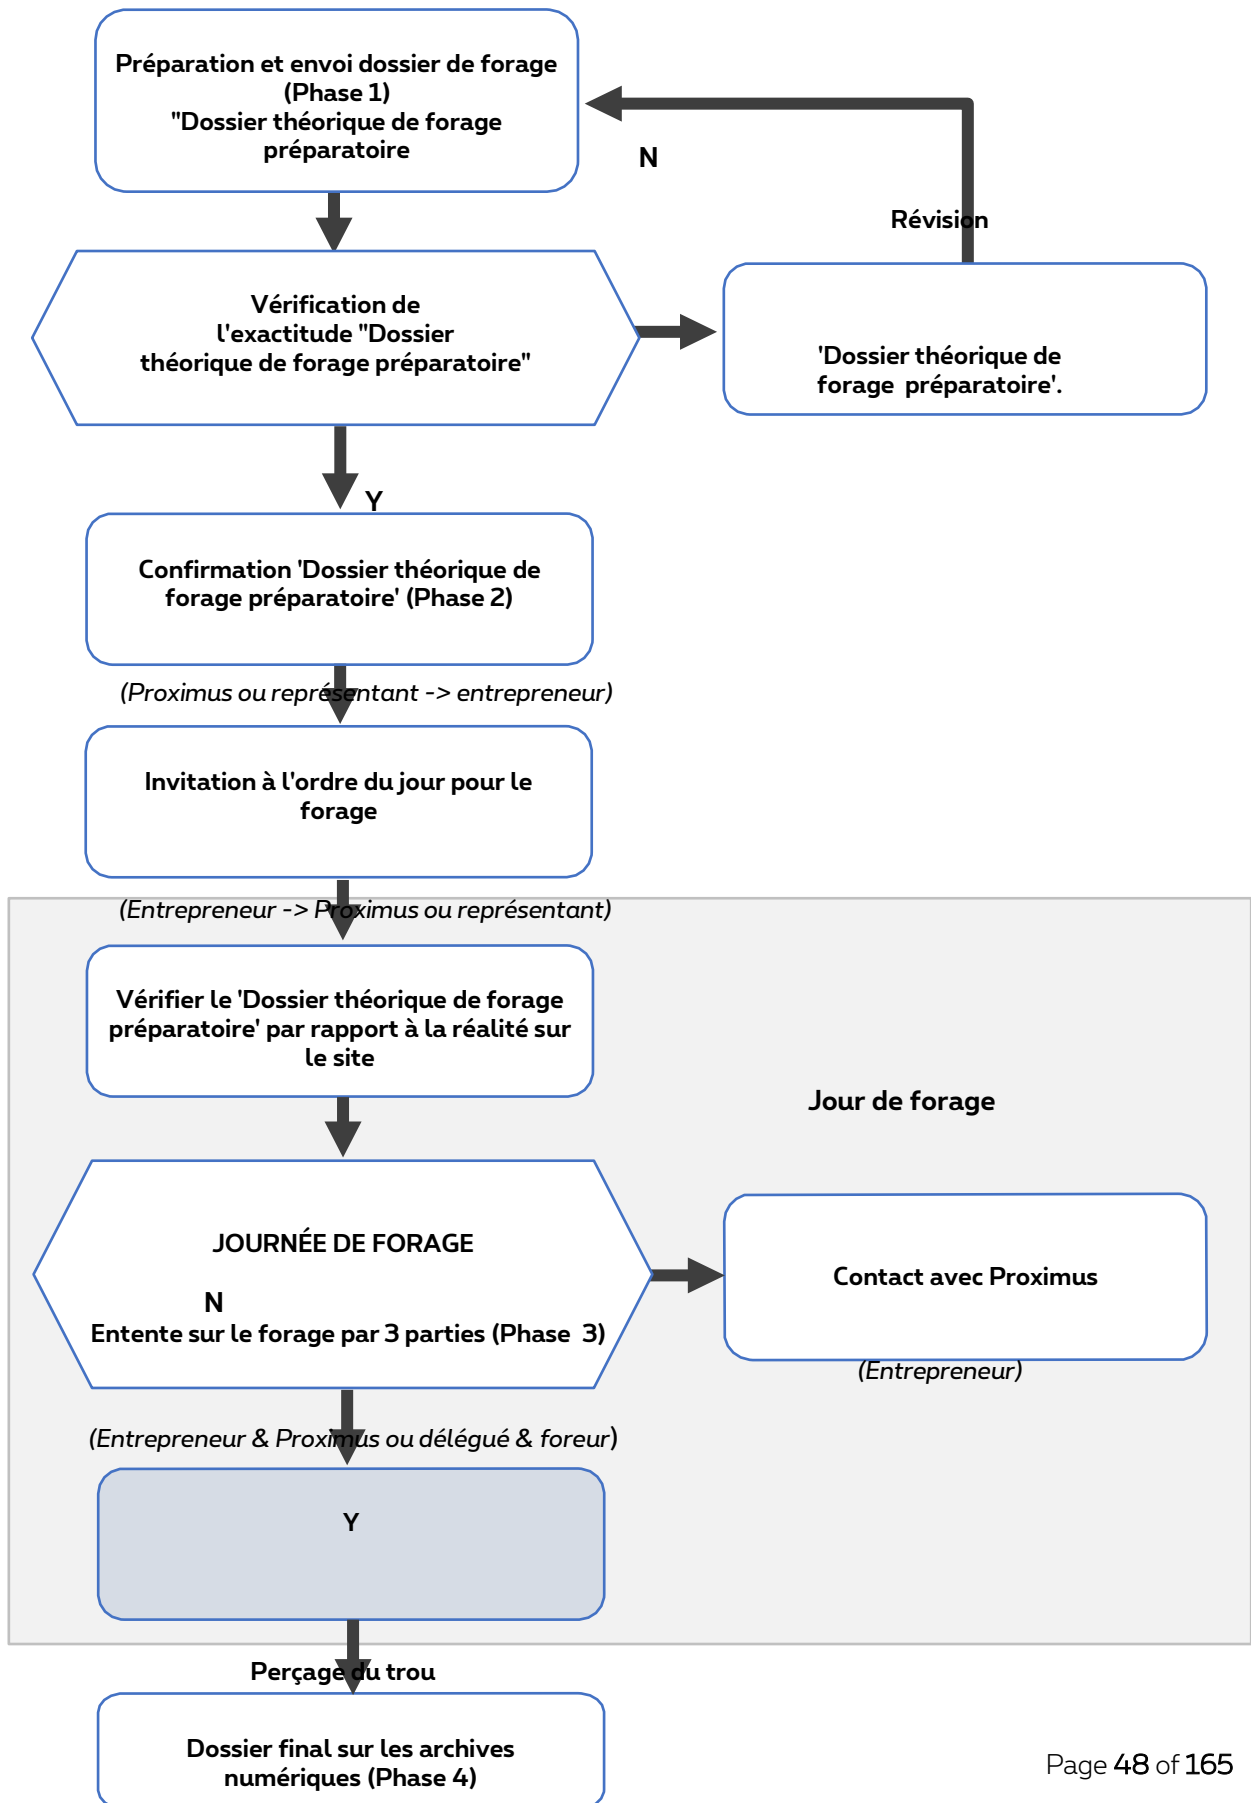 Préparation et envoi dossier de forage
(Phase 1)
"Dossier théorique de forage
préparatoire
N
Révision
Vérification de
l'exactitude "Dossier
théorique de forage préparatoire"
'Dossier théorique de
forage préparatoire'.
Y
Confirmation 'Dossier théorique de
forage préparatoire' (Phase 2)
(Proximus ou représentant -> entrepreneur)
Invitation à l'ordre du jour pour le
forage
(Entrepreneur -> Proximus ou représentant)
Vérifier le 'Dossier théorique de forage
préparatoire' par rapport à la réalité sur
le site
Jour de forage
JOURNÉE DE FORAGE
N
Entente sur le forage par 3 parties (Phase 3)
Contact avec Proximus
(Entrepreneur)
(Entrepreneur & Proximus ou délégué & foreur)
Y
Perçage du trou
Dossier final sur les archives
numériques (Phase 4)
Page 48 of 165